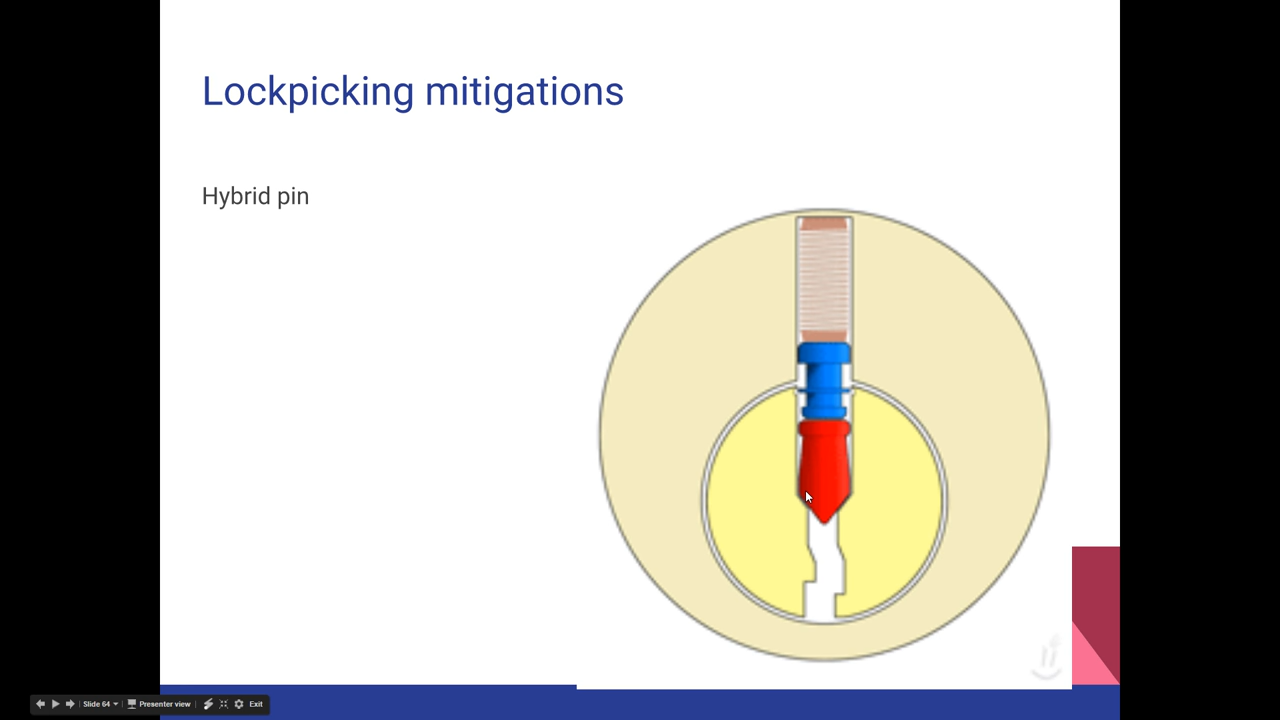 Lockpicking mitigations
Hybrid pin
Slide 64
Presenter view
Exit